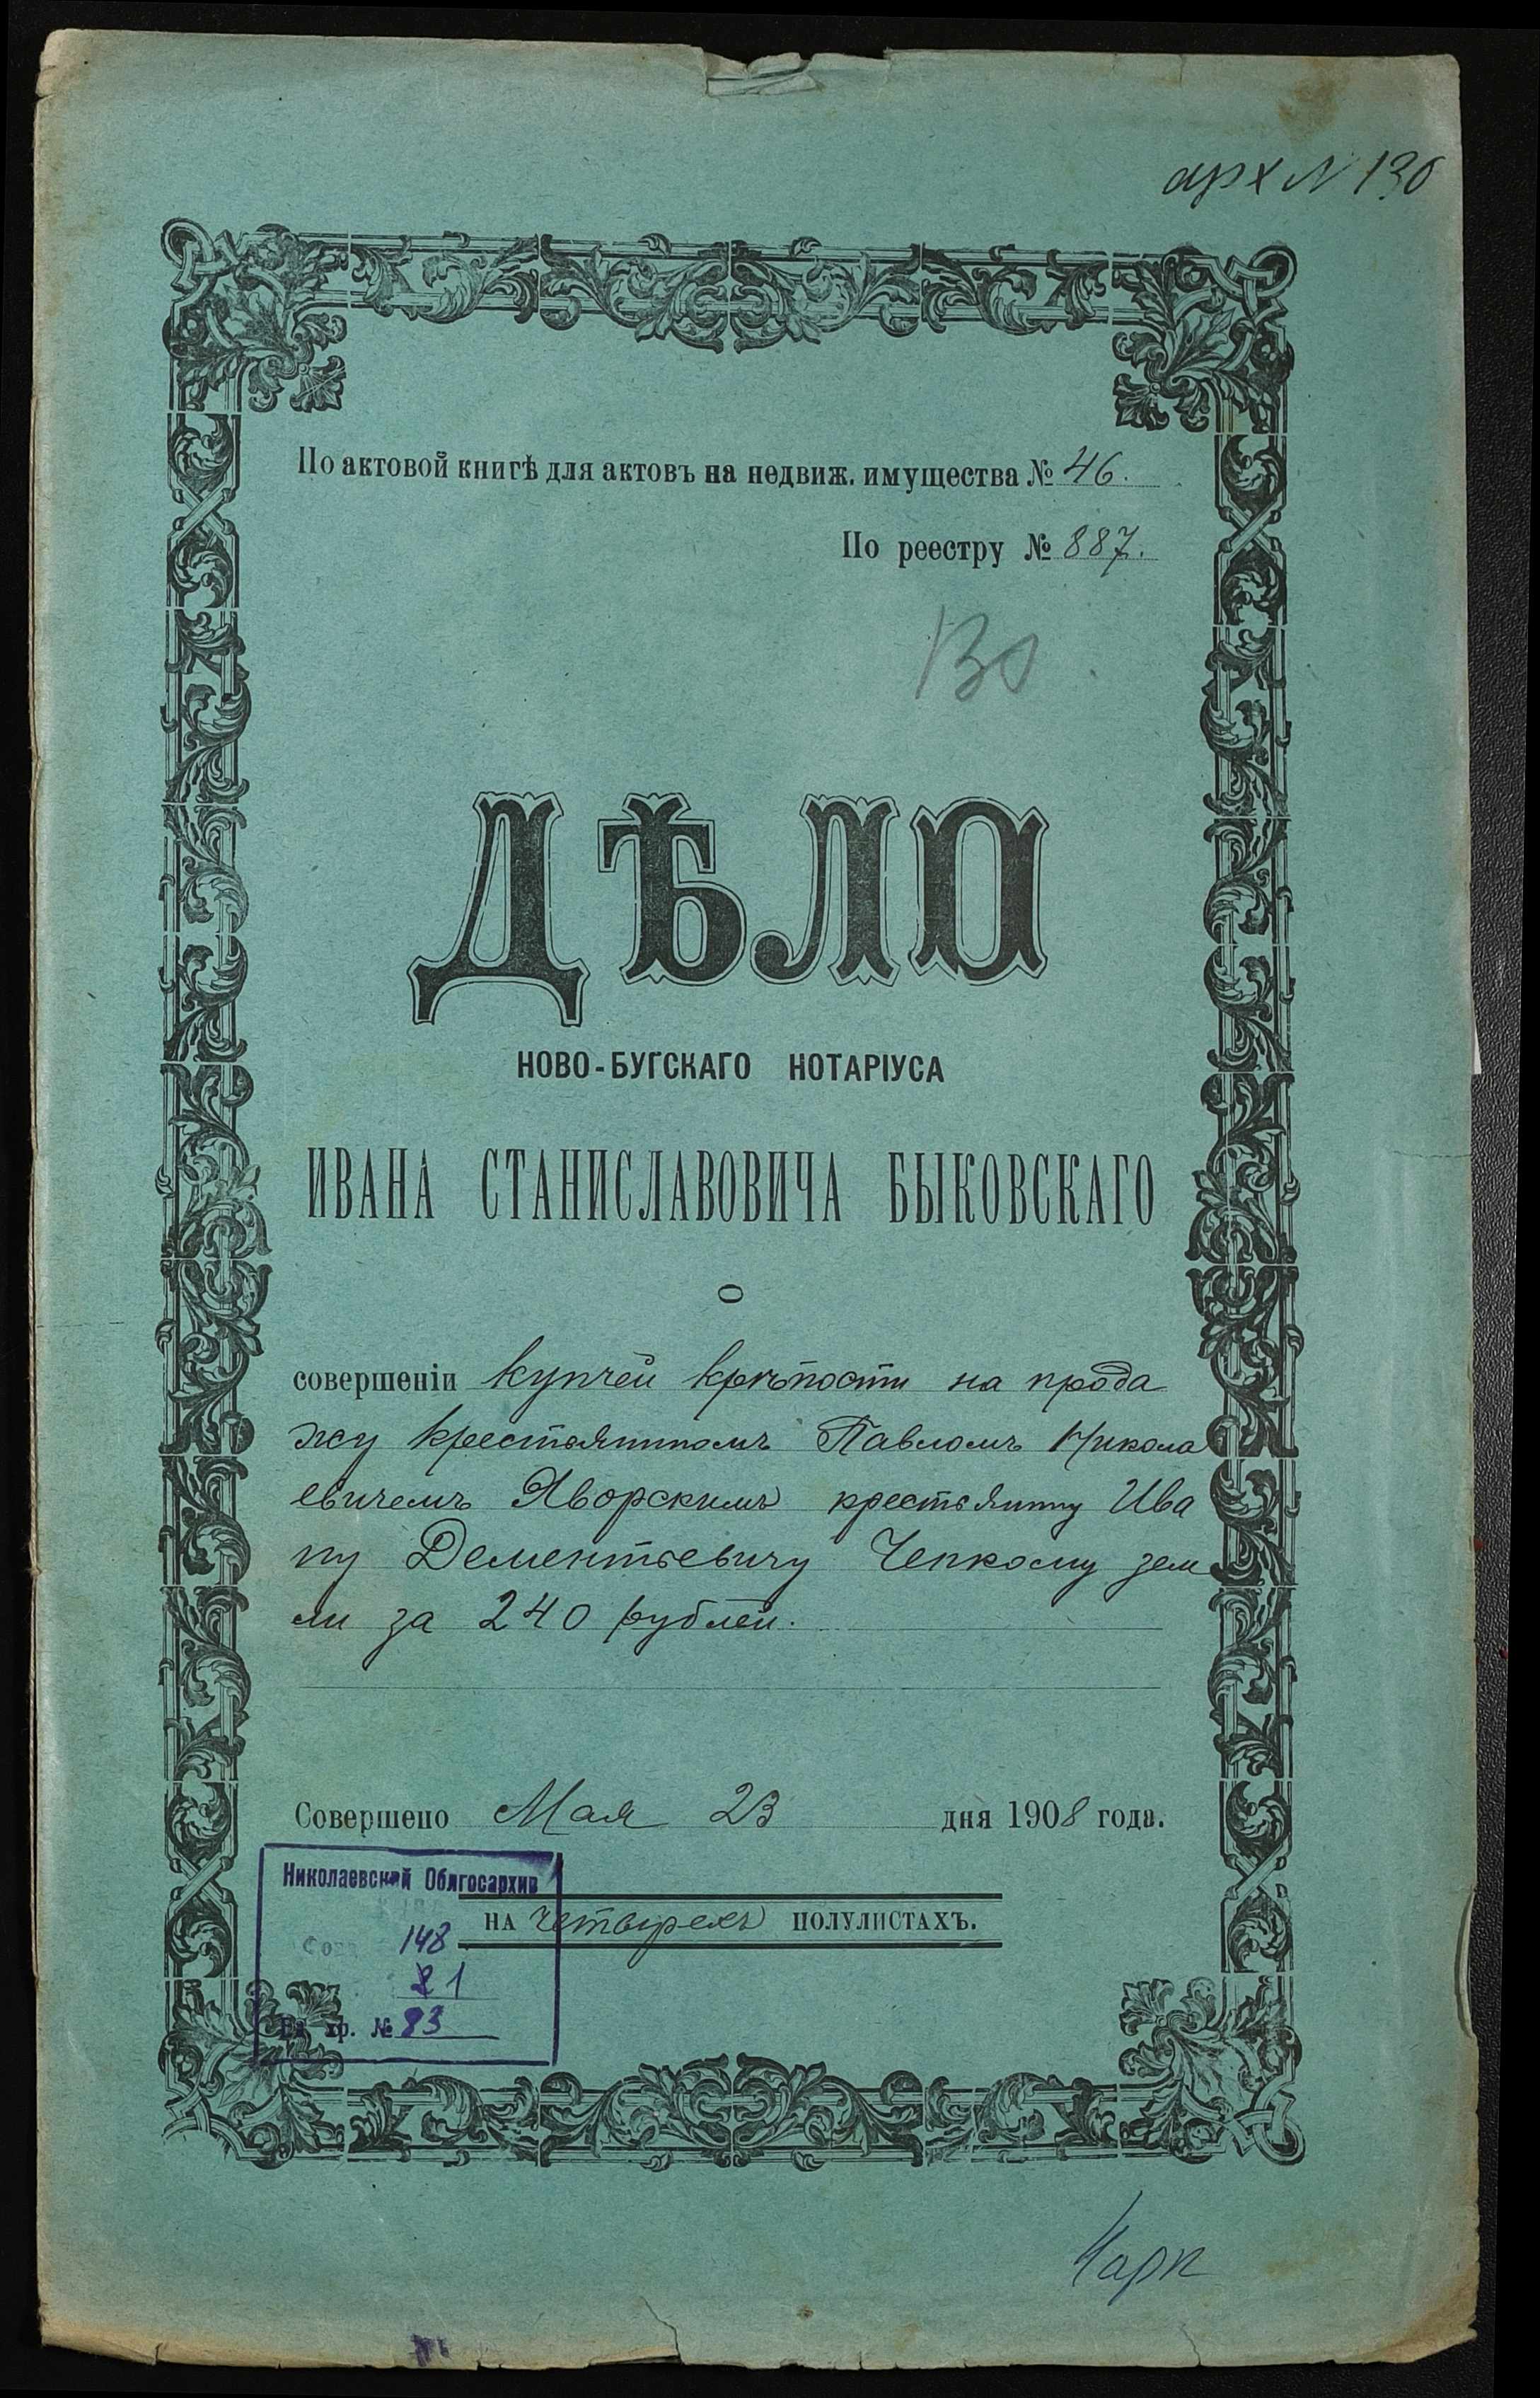 арх № 130
По актовой книгѣ для актовъ на недвиж. имущества № 46.
По реестру № 887.
130
ДѢЛО
НОВО-БУГСКАГО НОТАРІУСА
ИВАНА СТАНИСЛАВОВИЧА БЫКОВСКАГО
О
совершеніи купчей крѣпости на прода
жу крестьяниномъ Павломъ Никола
евичемъ Яворскимъ крестьянину Ива
ну Дементьевичу Чепкому зем
ли за 240 рублей.
Совершено Мая 23 дня 1908 года.
Николаевский Облгосархив
на четырехъ полулистахъ.
148
1
Ед. хр. № 83